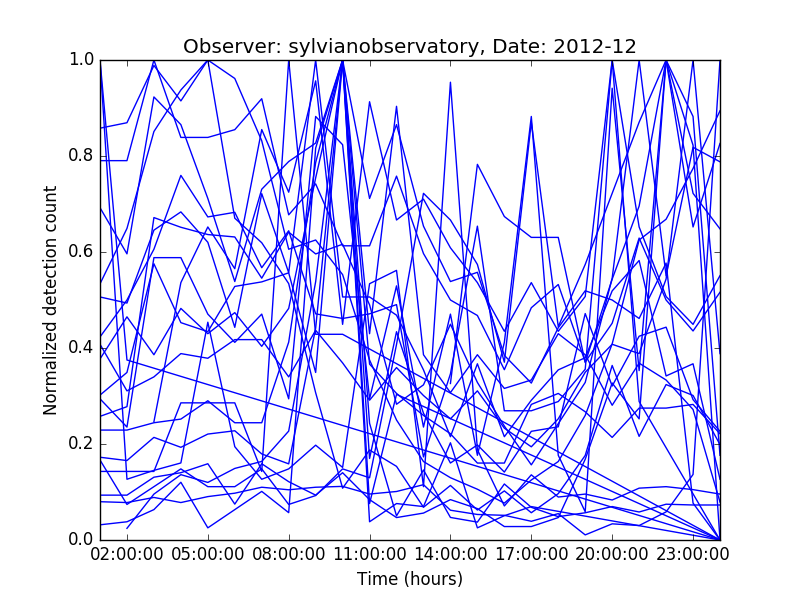 Observer: sylvianobservatory, Date: 2012-12
Normalized detection count
1.0
0.8
0.6
0.4
0.2
0.0
02:00:00 05:00:00 08:00:00 11:00:00 14:00:00 17:00:00 20:00:00 23:00:00
Time (hours)